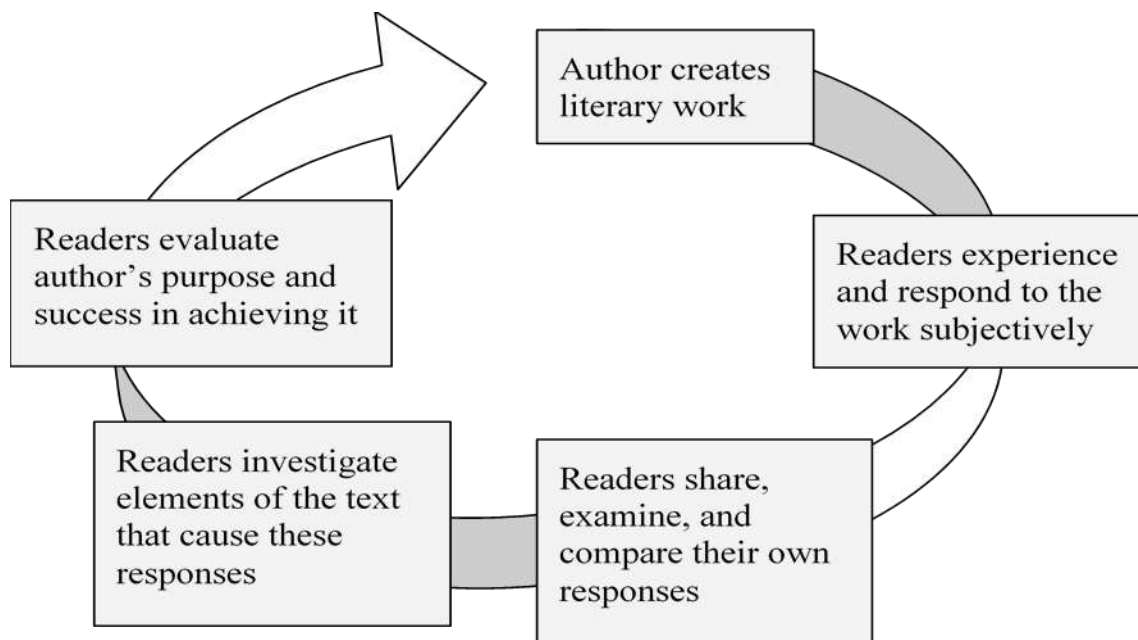 Author creates
literary work
Readers experience
and respond to the
work subjectively
Readers share,
examine, and
compare their own
responses
Readers investigate
elements of the text
that cause these
responses
Readers evaluate
author’s purpose and
success in achieving it